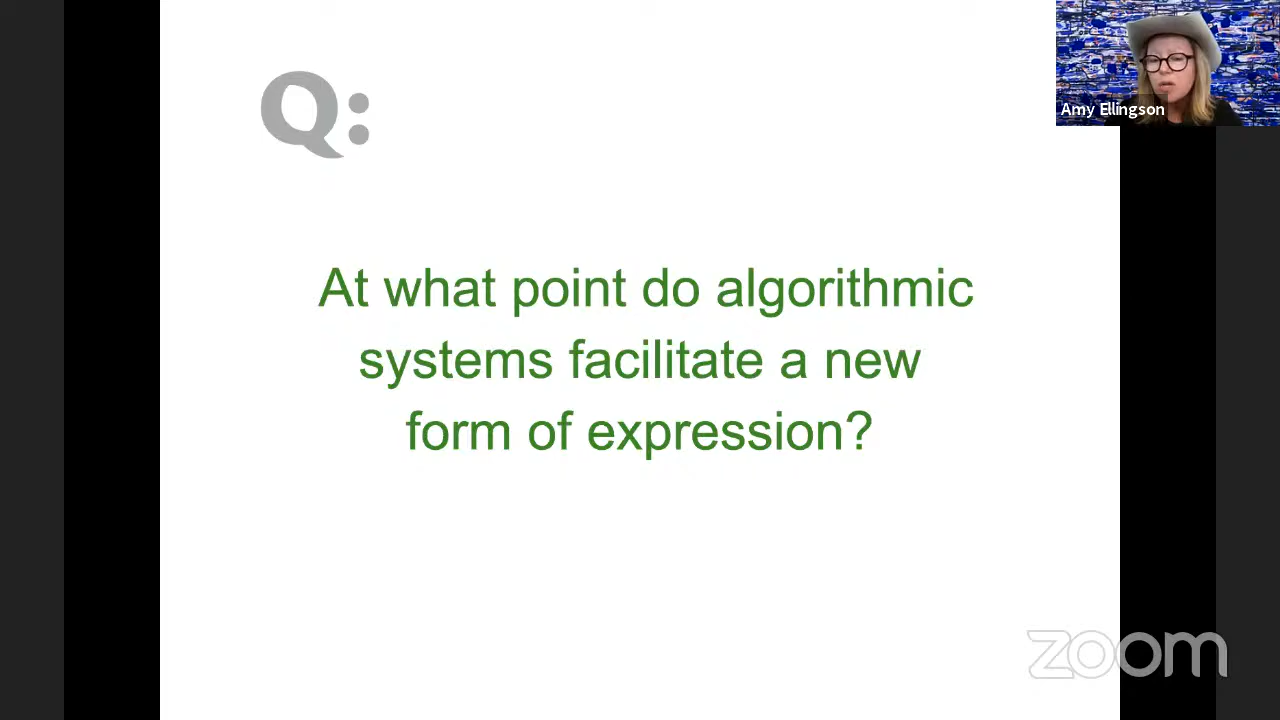 Q:
Amy Ellingson
At what point do algorithmic
systems facilitate a new
form of expression?
zoom